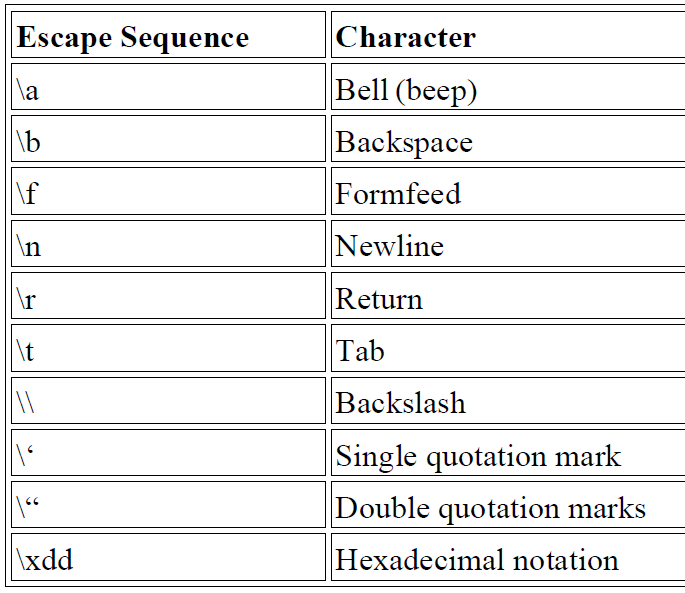 Escape Sequence Character
\a Bell (beep)
\b Backspace
\f Formfeed
\n Newline
\r Return
\t Tab
\\ Backslash
\‘ Single quotation mark
\“ Double quotation marks
\xdd Hexadecimal notation